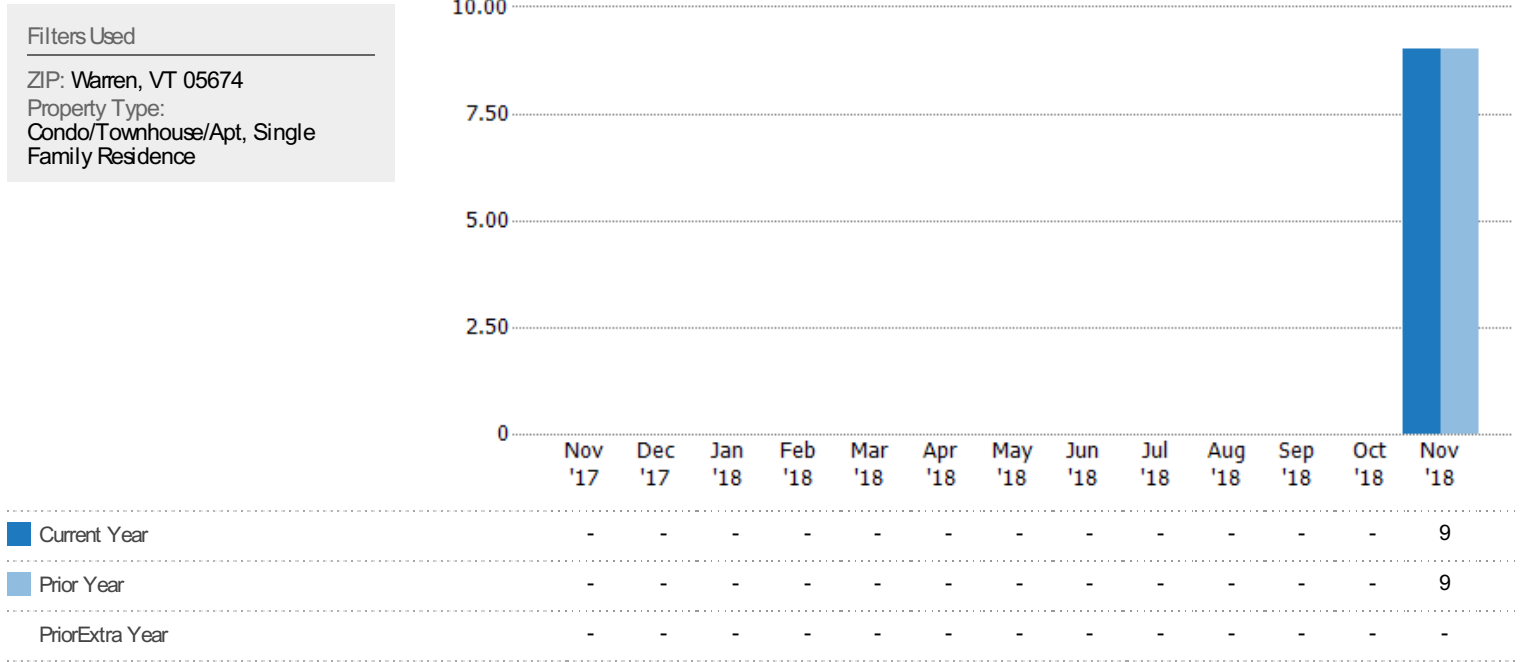 Filters Used
ZIP: Warren, VT 05674
Property Type:
Condo/Townhouse/Apt, Single
Family Residence
10.00
7.50
5.00
2.50
0
Nov Dec Jan Feb Mar Apr May Jun Jul Aug Sep Oct Nov
'17 '17 '18 '18 '18 '18 '18 '18 '18 '18 '18 '18 '18
Current Year - - - - - - - - - - - - 9
Prior Year - - - - - - - - - - - - 9
PriorExtra Year - - - - - - - - - - - - -